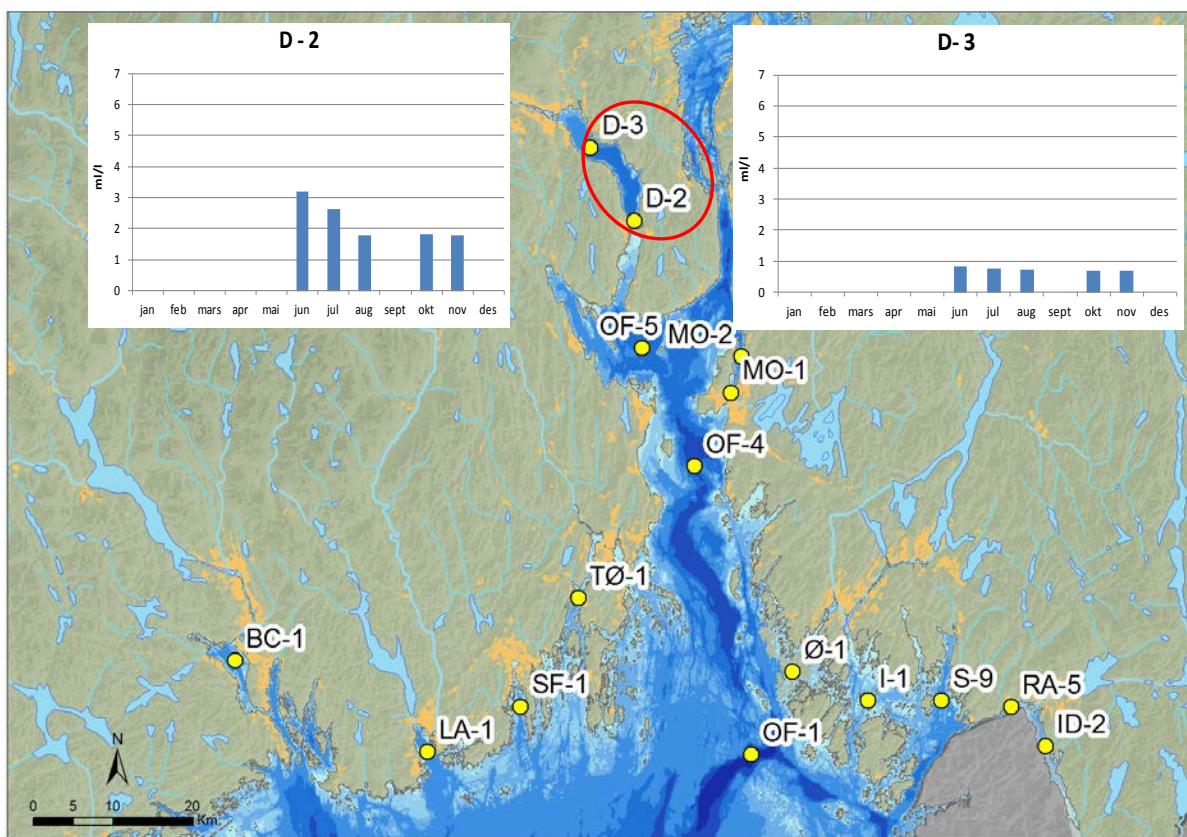 D - 2
7
6
5
4
3
2
1
0
ml/l
jan feb mars apr mai jun jul aug sept okt nov des
D- 3
7
6
5
4
3
2
1
0
ml/l
jan feb mars apr mai jun jul aug sept okt nov des
D-3
D-2
OF-5
MO-2
MO-1
OF-4
TØ-1
BC-1
SF-1
LA-1
Ø-1
I-1
S-9
RA-5
ID-2
OF-1
N
0 5 10 20
Km